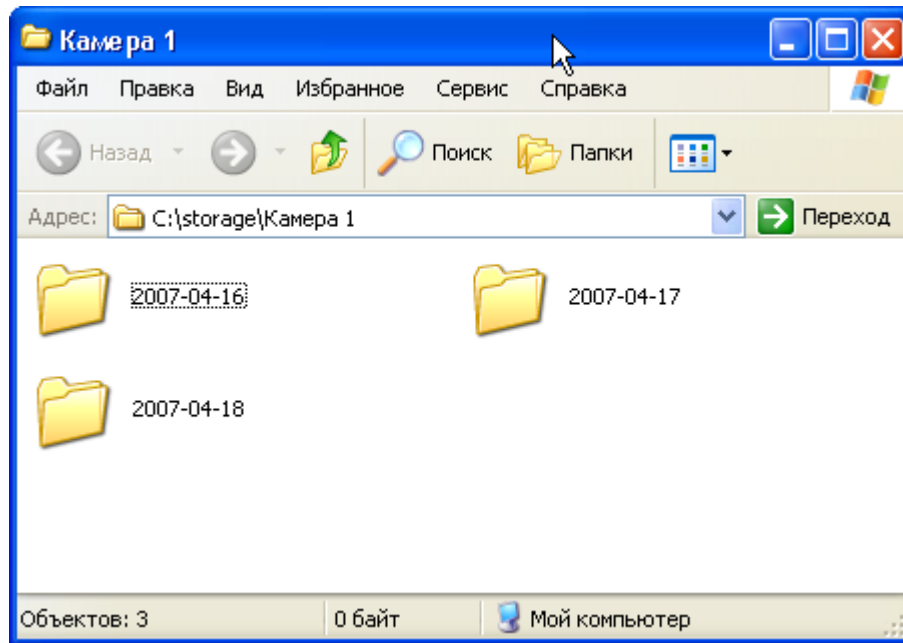 Камера 1
Файл Правка Вид Избранное Сервис Справка
Назад Поиск Папки
Адрес: C:\storage\Камера 1 Переход
2007-04-16 2007-04-17
2007-04-18
Объектов: 3 0 байт Мой компьютер